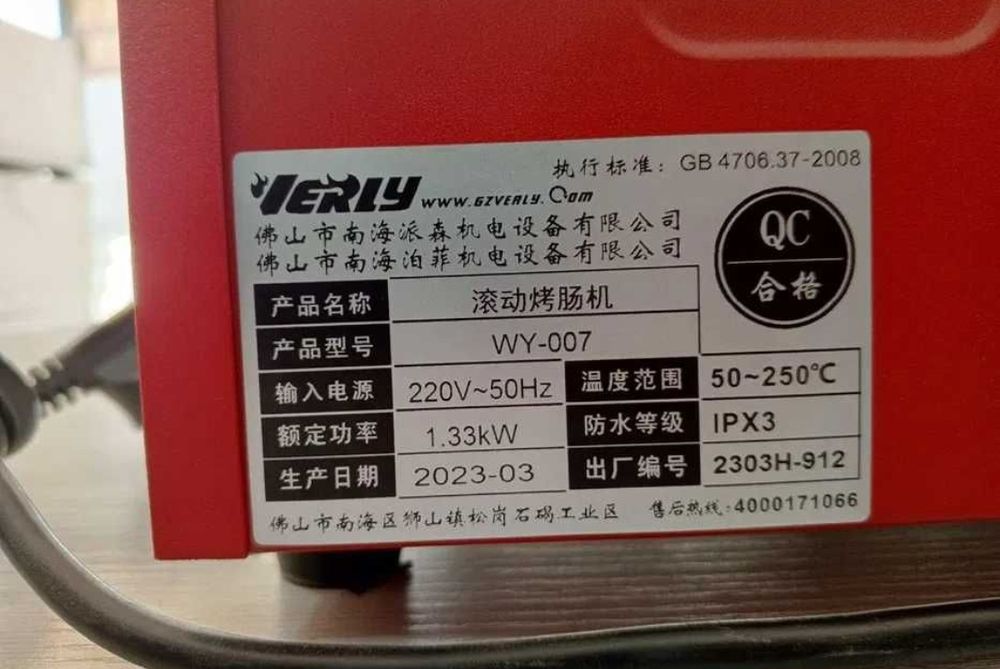 执行标准：GB 4706.37-2008
VERLY www.GZVERLY.Com
佛山市南海派森机电设备有限公司
佛山市南海泊菲机电设备有限公司
QC
合格
产品名称 滚动烤肠机
产品型号 WY-007
输入电源 220V~50Hz 温度范围 50~250℃
额定功率 1.33kW 防水等级 IPX3
生产日期 2023-03 出厂编号 2303H-912
佛山市南海区狮山镇松岗石碣工业区 售后热线:4000171066